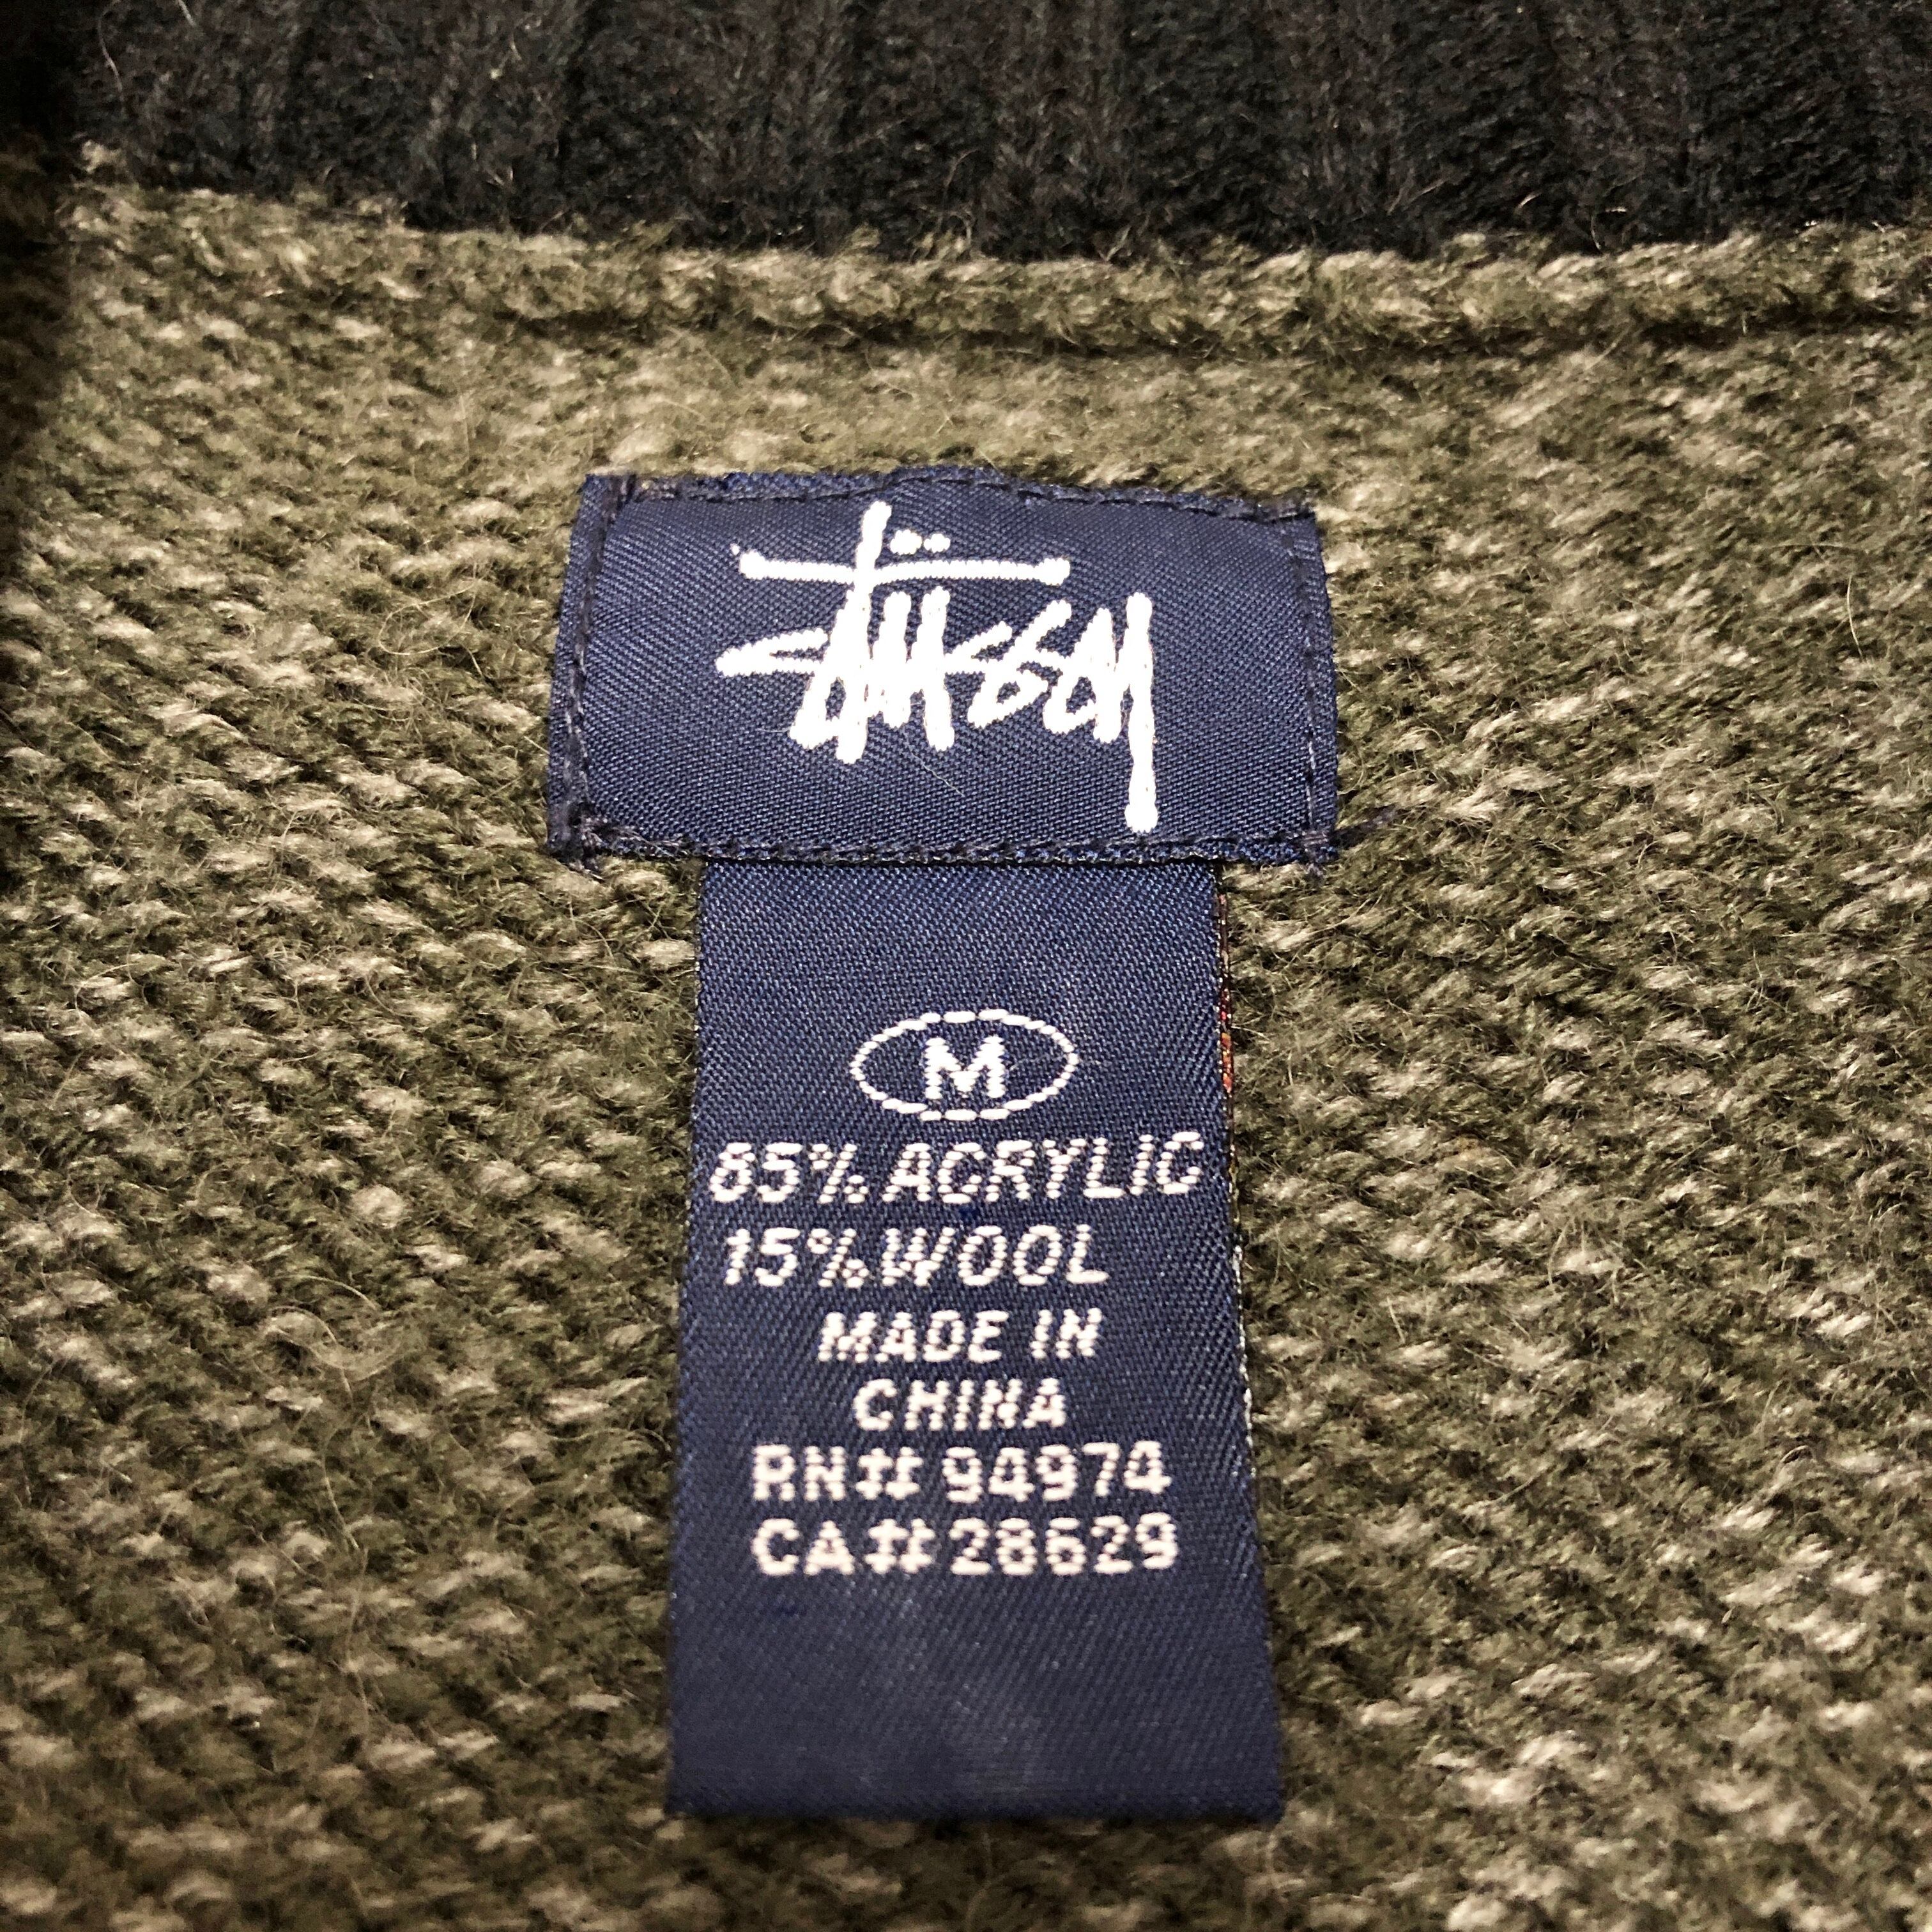 Stüssy
M
85% ACRYLIC
15% WOOL
MADE IN
CHINA
RN# 94974
CA# 28629